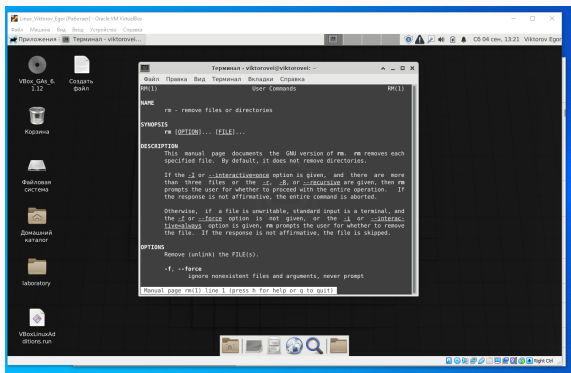 Linux_Viktorov_Egor [Работает] - Oracle VM VirtualBox
Файл Машина Вид Ввод Устройства Справка
Приложения Терминал - viktorovei... Сб 04 сен, 13:21 Viktorov Egor
VBox_GAs_6.
1.12
Создать
файл
Корзина
Файловая
система
Домашний
каталог
laboratory
VBoxLinuxAd
ditions.run
Терминал - viktorovei@viktorovei: ~
Файл Правка Вид Терминал Вкладки Справка
RM(1) User Commands RM(1)
NAME
rm - remove files or directories
SYNOPSIS
rm [OPTION]... [FILE]...
DESCRIPTION
This manual page documents the GNU version of rm. rm removes each
specified file. By default, it does not remove directories.
If the -I or --interactive=once option is given, and there are more
than three files or the -r, -R, or --recursive are given, then rm
prompts the user for whether to proceed with the entire operation. If
the response is not affirmative, the entire command is aborted.
Otherwise, if a file is unwritable, standard input is a terminal, and
the -f or --force option is not given, or the -i or --interac-
tive=always option is given, rm prompts the user for whether to remove
the file. If the response is not affirmative, the file is skipped.
OPTIONS
Remove (unlink) the FILE(s).
-f, --force
ignore nonexistent files and arguments, never prompt
Manual page rm(1) line 1 (press h for help or q to quit)
Right Ctrl